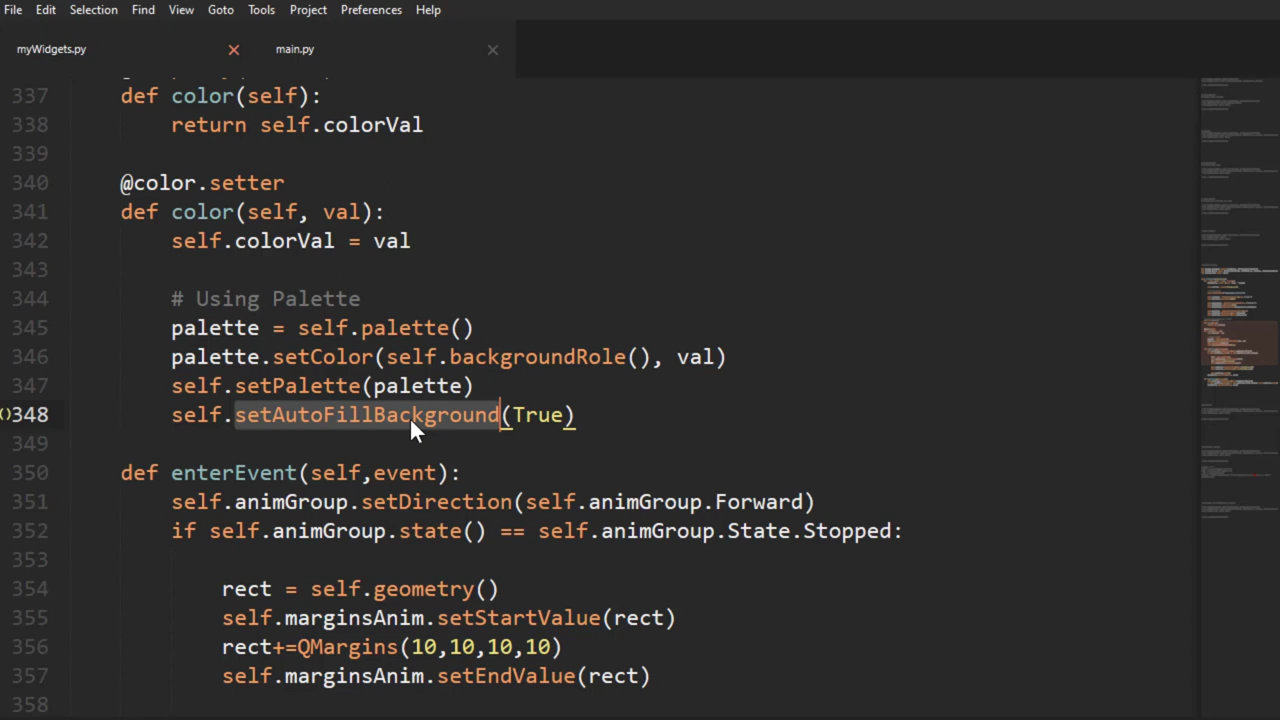 File Edit Selection Find View Goto Tools Project Preferences Help
myWidgets.py main.py
337 def color(self):
338 return self.colorVal
339
340 @color.setter
341 def color(self, val):
342 self.colorVal = val
343
344 # Using Palette
345 palette = self.palette()
346 palette.setColor(self.backgroundRole(), val)
347 self.setPalette(palette)
348 self.setAutoFillBackground(True)
349
350 def enterEvent(self,event):
351 self.animGroup.setDirection(self.animGroup.Forward)
352 if self.animGroup.state() == self.animGroup.State.Stopped:
353
354 rect = self.geometry()
355 self.marginsAnim.setStartValue(rect)
356 rect+=QMargins(10,10,10,10)
357 self.marginsAnim.setEndValue(rect)
358